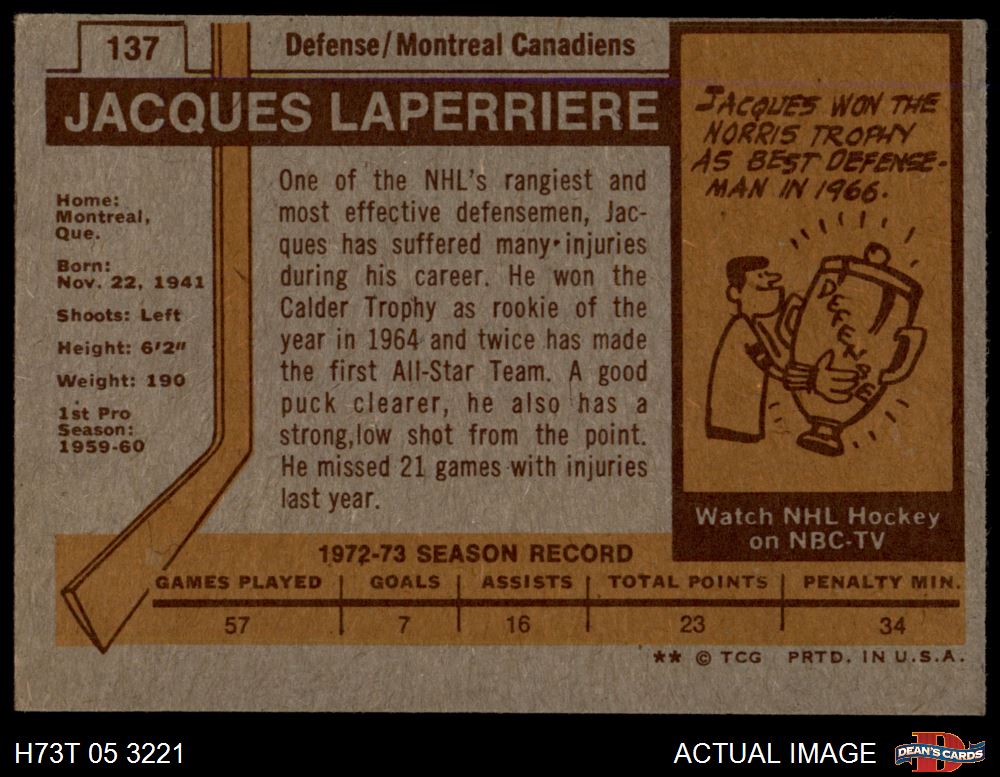 137
Defense/Montreal Canadiens
JACQUES LAPERRIERE
Home:
Montreal,
Que.
Born:
Nov. 22, 1941
Shoots: Left
Height: 6'2"
Weight: 190
1st Pro
Season:
1959-60
One of the NHL's rangiest and
most effective defensemen, Jac-
ques has suffered many injuries
during his career. He won the
Calder Trophy as rookie of the
year in 1964 and twice has made
the first All-Star Team. A good
puck clearer, he also has a
strong,low shot from the point.
He missed 21 games with injuries
last year.
JACQUES WON THE
NORRIS TROPHY
AS BEST DEFENSE-
MAN IN 1966.
DEFENSE
Watch NHL Hockey
on NBC-TV
1972-73 SEASON RECORD
GAMES PLAYED GOALS ASSISTS TOTAL POINTS PENALTY MIN.
57 7 16 23 34
** © TCG PRTD. IN U.S.A.
H73T 05 3221 ACTUAL IMAGE
D
DEAN'S CARDS